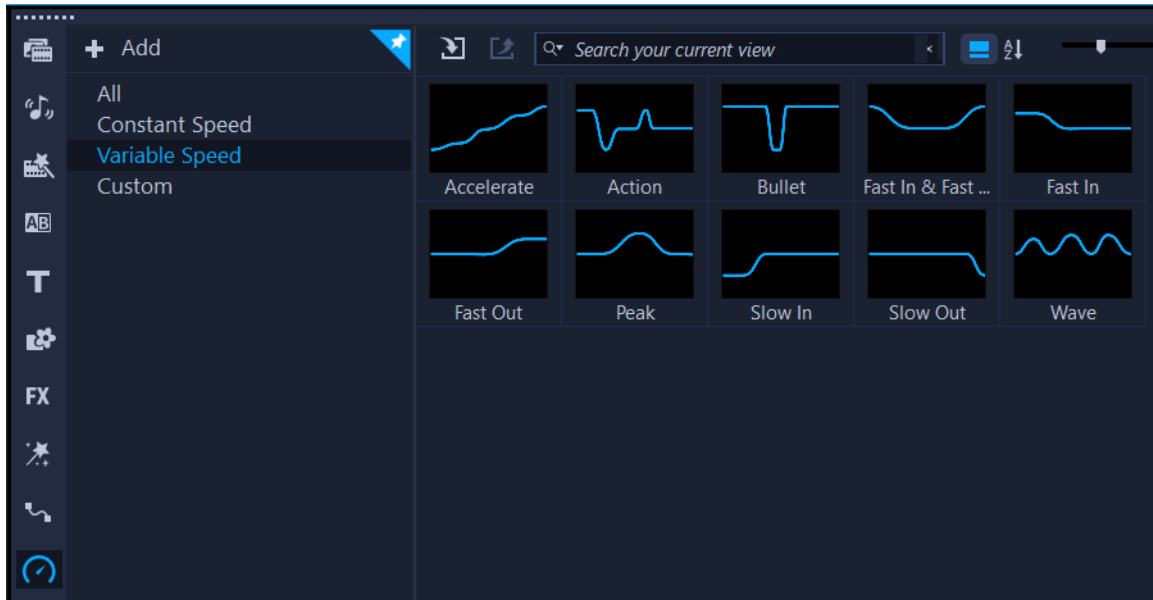 Add
Search your current view
A
Z
All
Constant Speed
Variable Speed
Custom
AB
T
FX
Accelerate
Action
Bullet
Fast In & Fast ...
Fast In
Fast Out
Peak
Slow In
Slow Out
Wave